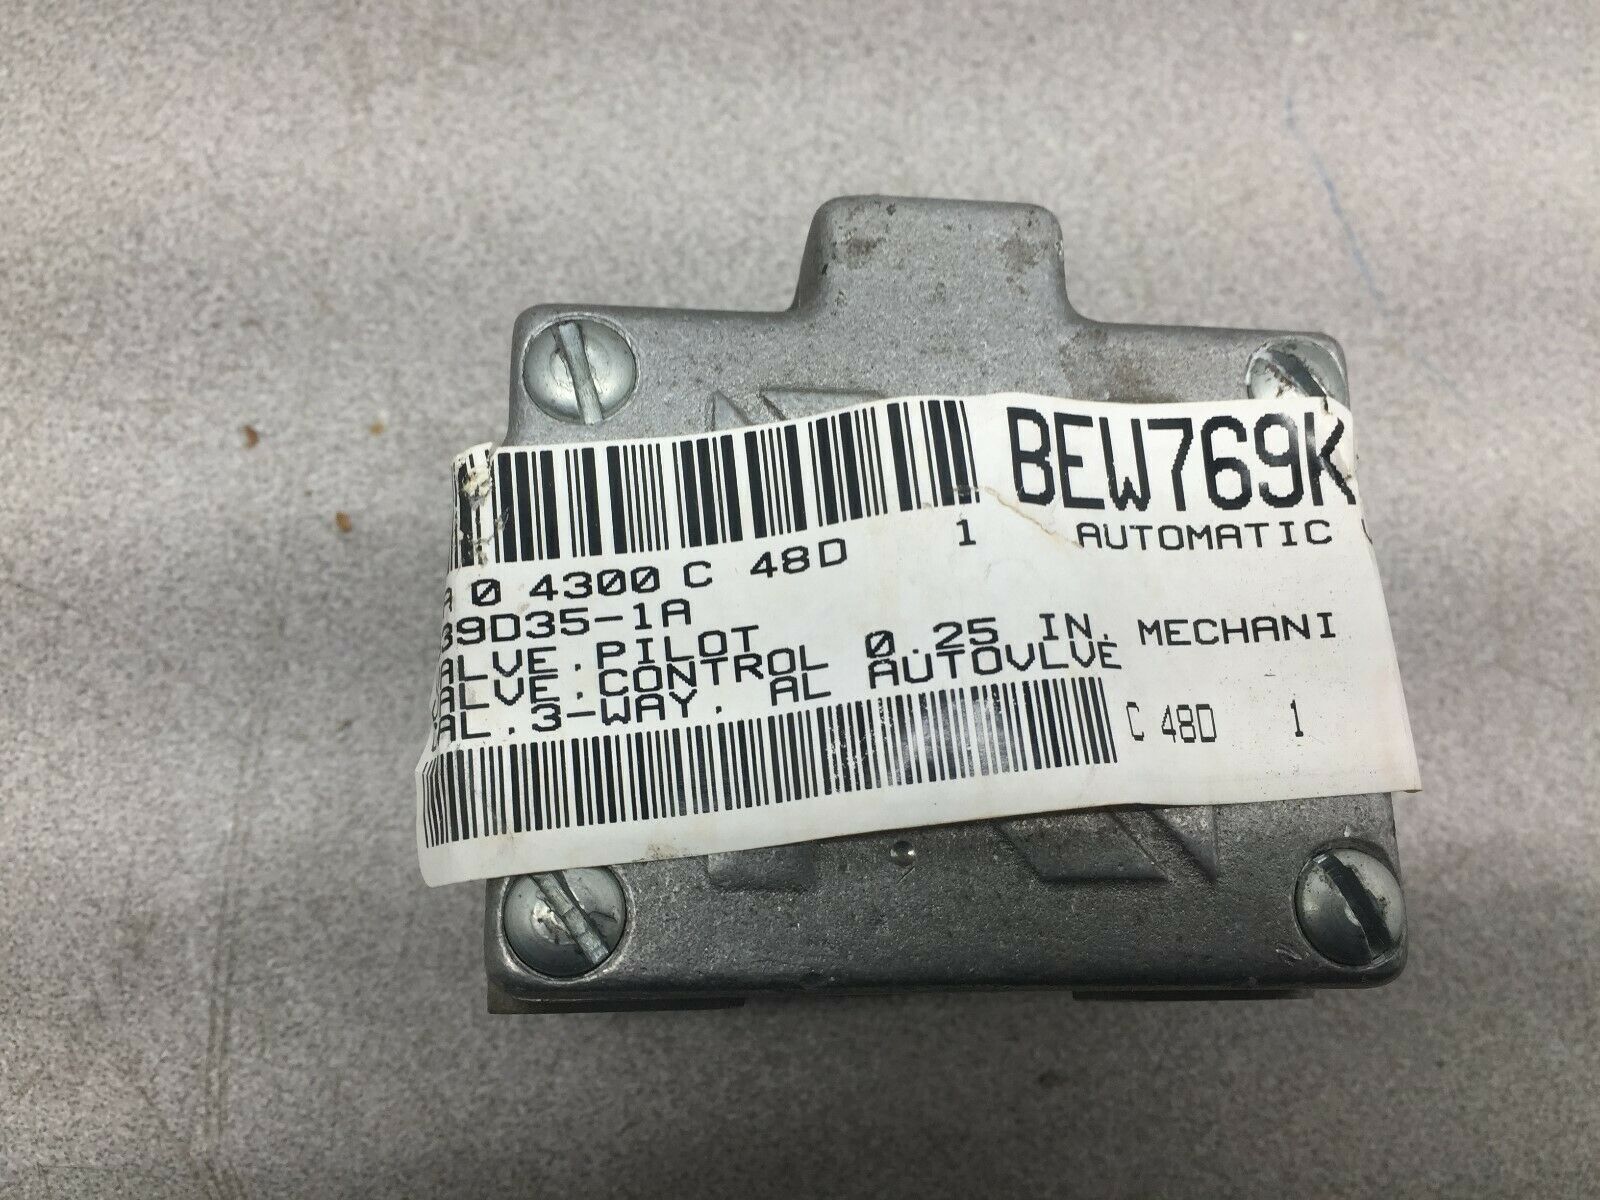 BEW769K
A 0 4300 C 48D 1 AUTOMATIC
39D35-1A
ALVE.PILOT
ALVE.CONTROL 0.25 IN. MECHANI
AL.3-WAY. AL AUTOVLVE
C 48D 1